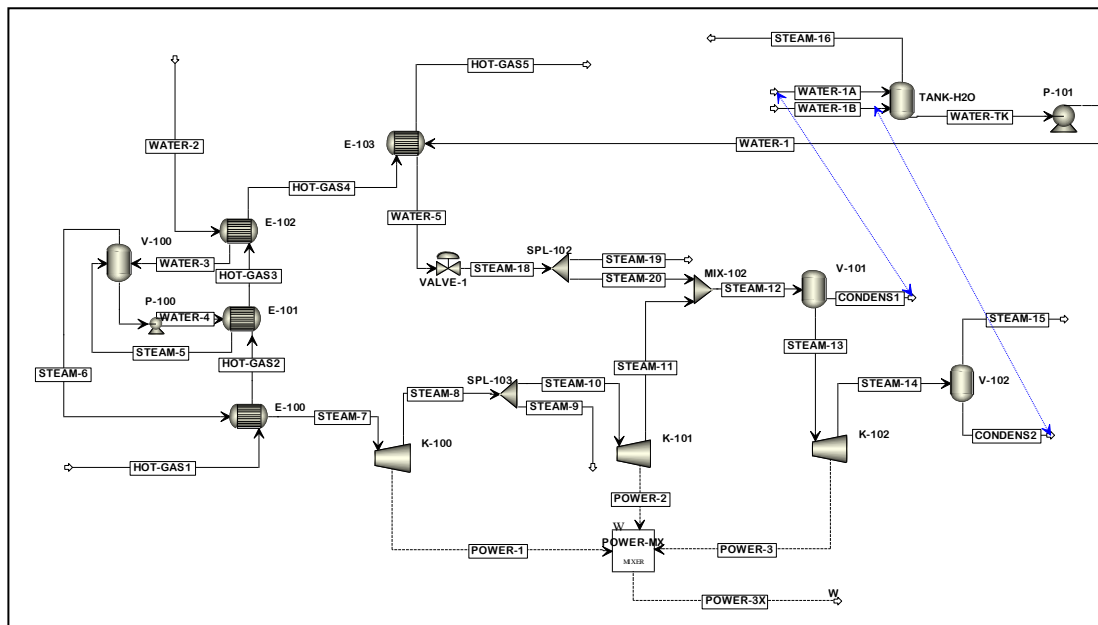 STEAM-16
HOT-GAS5
WATER-1A
TANK-H2O
P-101
WATER-1B
WATER-TK
E-103
WATER-1
WATER-2
HOT-GAS4
WATER-5
E-102
V-100
WATER-3
HOT-GAS3
SPL-102
STEAM-19
STEAM-18
STEAM-20
VALVE-1
MIX-102
STEAM-12
V-101
CONDENS1
P-100
WATER-4
E-101
STEAM-15
STEAM-5
HOT-GAS2
STEAM-6
STEAM-11
STEAM-13
V-102
SPL-103
STEAM-10
STEAM-14
STEAM-8
STEAM-9
E-100
STEAM-7
K-100
K-101
K-102
CONDENS2
HOT-GAS1
POWER-2
W
POWER-MX
MIXER
POWER-1
POWER-3
POWER-3X
W